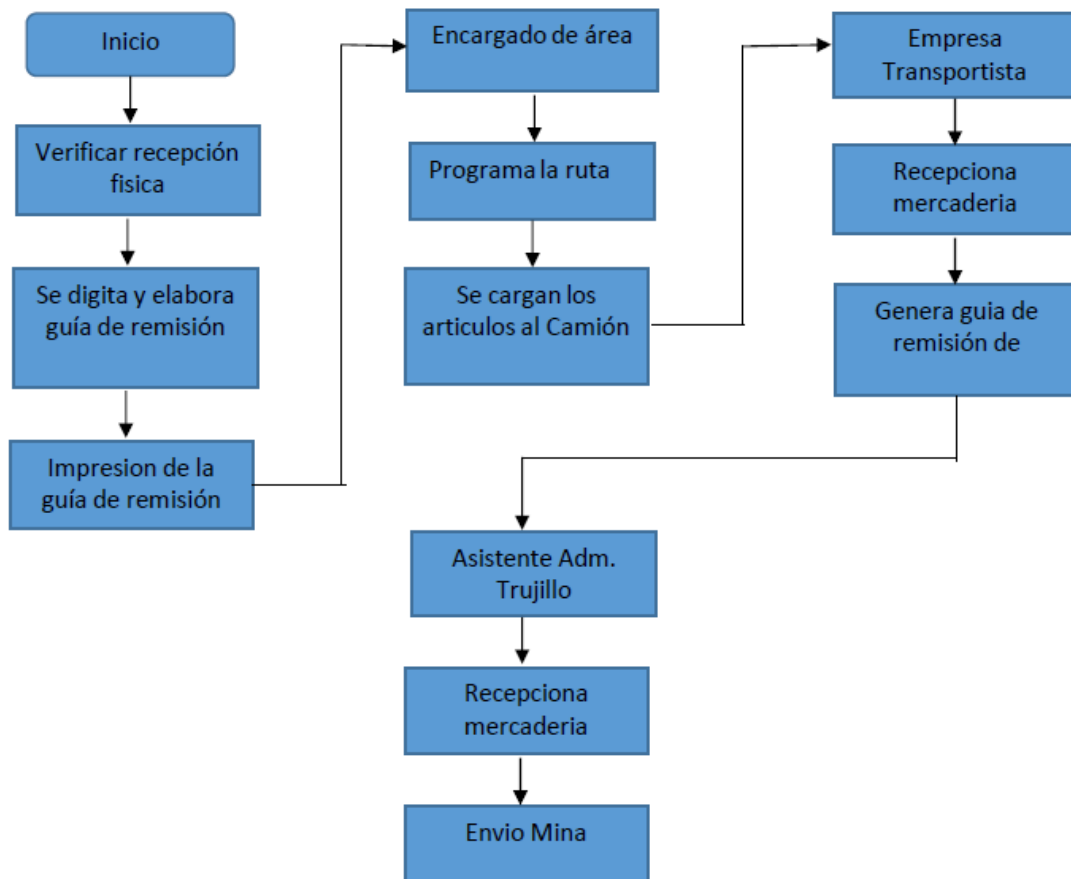 Inicio
Verificar recepción
fisica
Se digita y elabora
guía de remisión
Impresion de la
guía de remisión
Encargado de área
Programa la ruta
Se cargan los
articulos al Camión
Empresa
Transportista
Recepciona
mercaderia
Genera guia de
remisión de
Asistente Adm.
Trujillo
Recepciona
mercaderia
Envio Mina